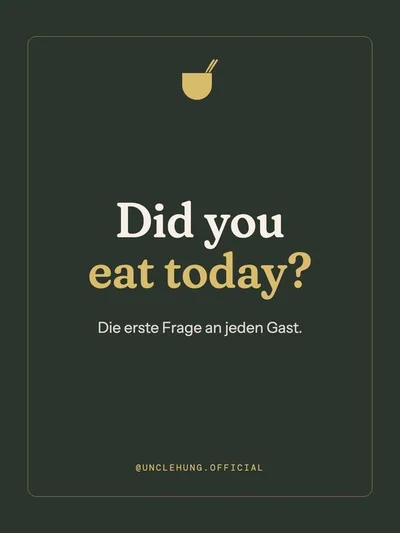 Did you
eat today?
Die erste Frage an jeden Gast.
@UNCLEHUNG.OFFICIAL